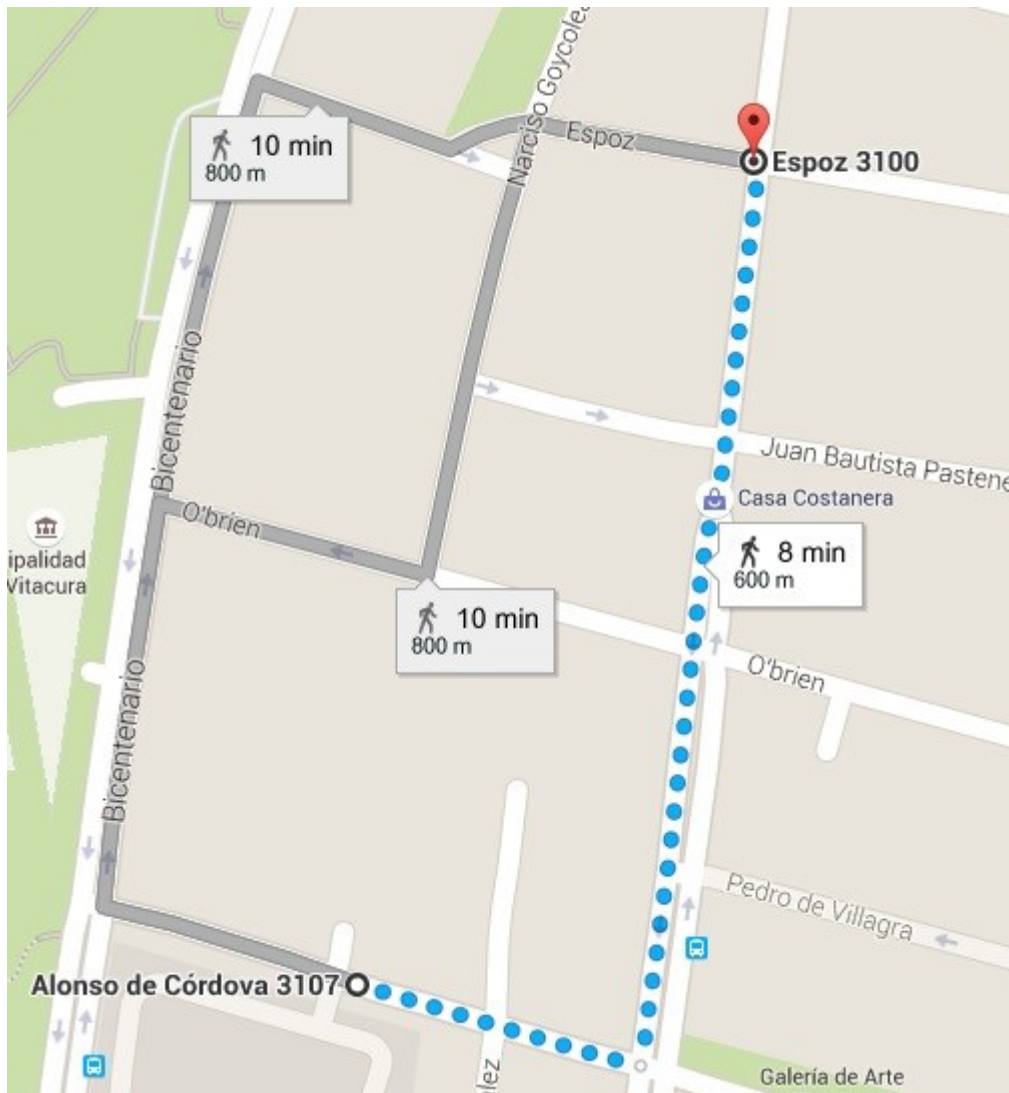 Narciso Goycolea
10 min
800 m
Espoz
Espoz 3100
Bicentenario
Juan Bautista Pastene
Casa Costanera
O'brien
ipalidad
Vitacura
8 min
600 m
10 min
800 m
O'brien
Bicentenario
Pedro de Villagra
Alonso de Córdova 3107
lez
Galería de Arte